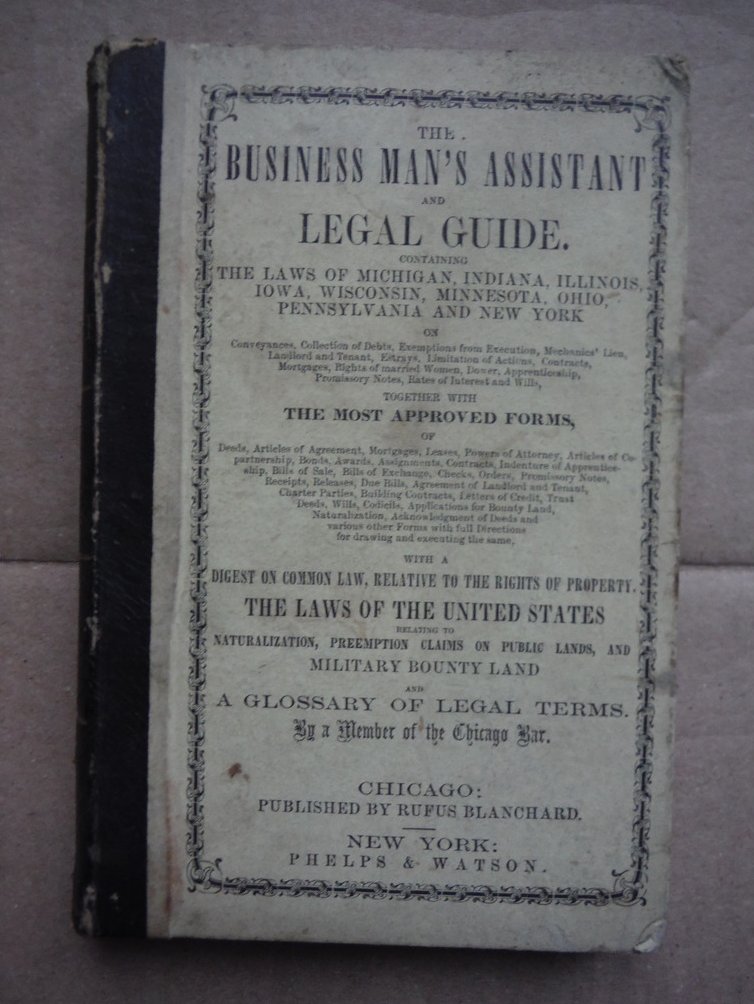 THE
BUSINESS MAN'S ASSISTANT
AND
LEGAL GUIDE.
CONTAINING
THE LAWS OF MICHIGAN, INDIANA, ILLINOIS,
IOWA, WISCONSIN, MINNESOTA, OHIO,
PENNSYLVANIA AND NEW YORK
ON
Conveyances, Collection of Debts, Exemptions from Execution, Mechanics' Lien,
Landlord and Tenant, Estrays, Limitation of Actions, Contracts,
Mortgages, Rights of married Women, Dower, Apprenticeship,
Promissory Notes, Rates of Interest and Wills,
TOGETHER WITH
THE MOST APPROVED FORMS,
OF
Deeds, Articles of Agreement, Mortgages, Leases, Powers of Attorney, Articles of Co-
partnership, Bonds, Awards, Assignments, Contracts, Indenture of Apprentice-
ship, Bills of Sale, Bills of Exchange, Checks, Orders, Promissory Notes,
Receipts, Releases, Due Bills, Agreement of Landlord and Tenant,
Charter Parties, Building Contracts, Letters of Credit, Trust
Deeds, Wills, Codicils, Applications for Bounty Land,
Naturalization, Acknowledgment of Deeds and
various other Forms with full Directions
for drawing and executing the same,
WITH A
DIGEST ON COMMON LAW, RELATIVE TO THE RIGHTS OF PROPERTY.
THE LAWS OF THE UNITED STATES
RELATING TO
NATURALIZATION, PREEMPTION CLAIMS ON PUBLIC LANDS, AND
MILITARY BOUNTY LAND
AND
A GLOSSARY OF LEGAL TERMS.
By a Member of the Chicago Bar.
CHICAGO:
PUBLISHED BY RUFUS BLANCHARD.
NEW YORK:
PHELPS & WATSON.